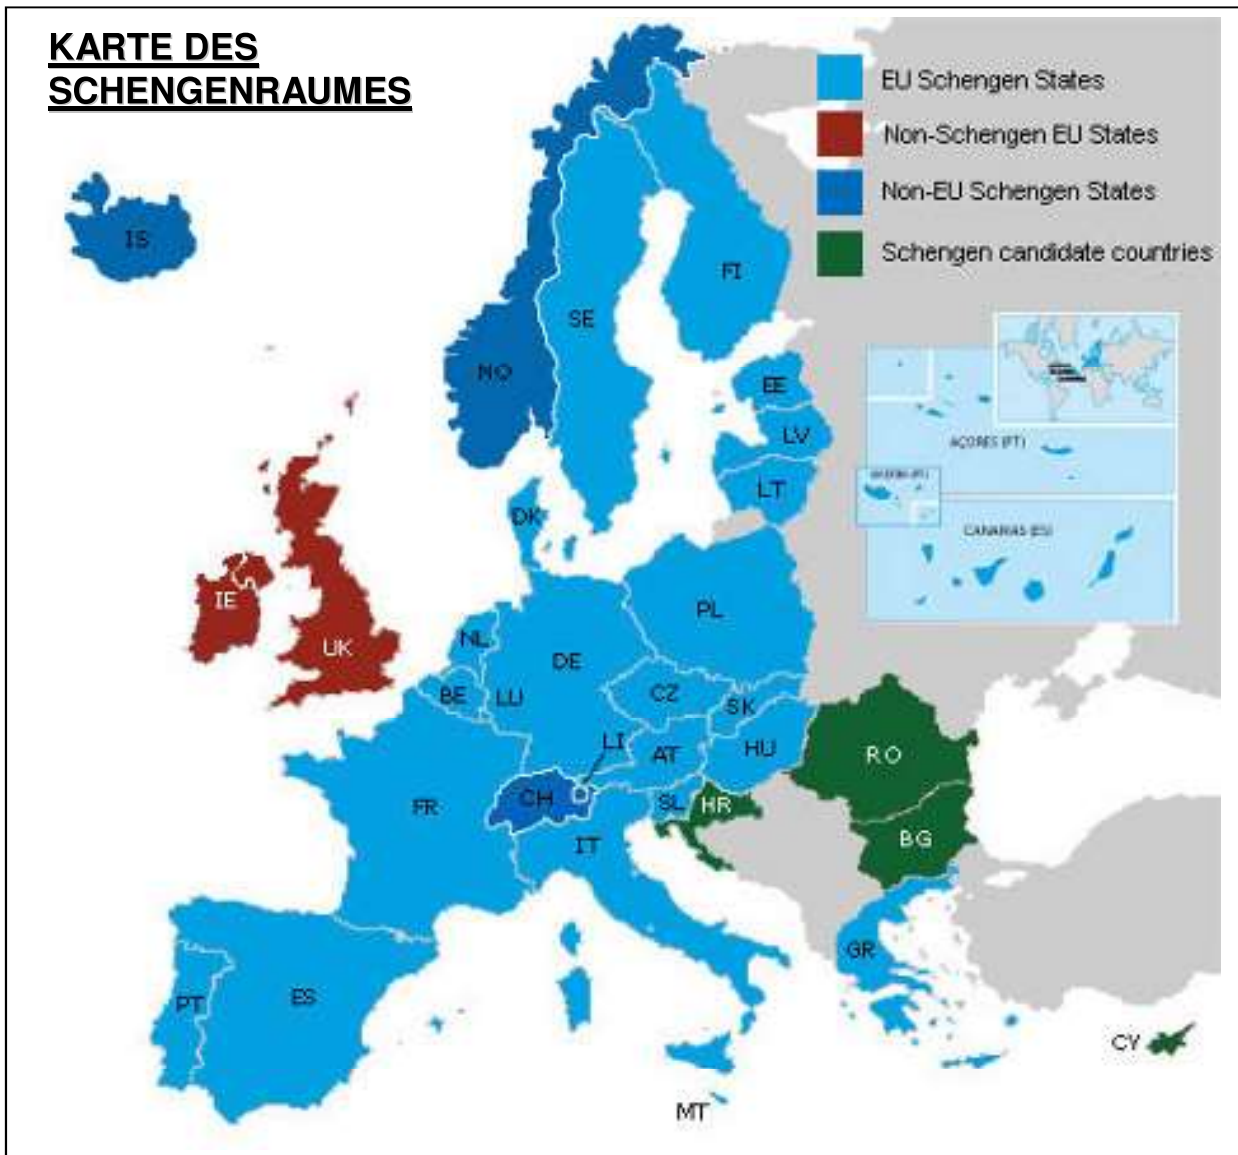 KARTE DES
SCHENGENRAUMES
EU Schengen States
Non-Schengen EU States
Non-EU Schengen States
Schengen candidate countries
IS
FI
SE
NO
EE
LV
LT
AÇORES (PT)
CANARIAS (ES)
DK
IE
UK
PL
NL
DE
BE
LU
CZ
SK
LI
AT
HU
RO
FR
CH
SL
HR
BG
IT
GR
PT
ES
CY
MT